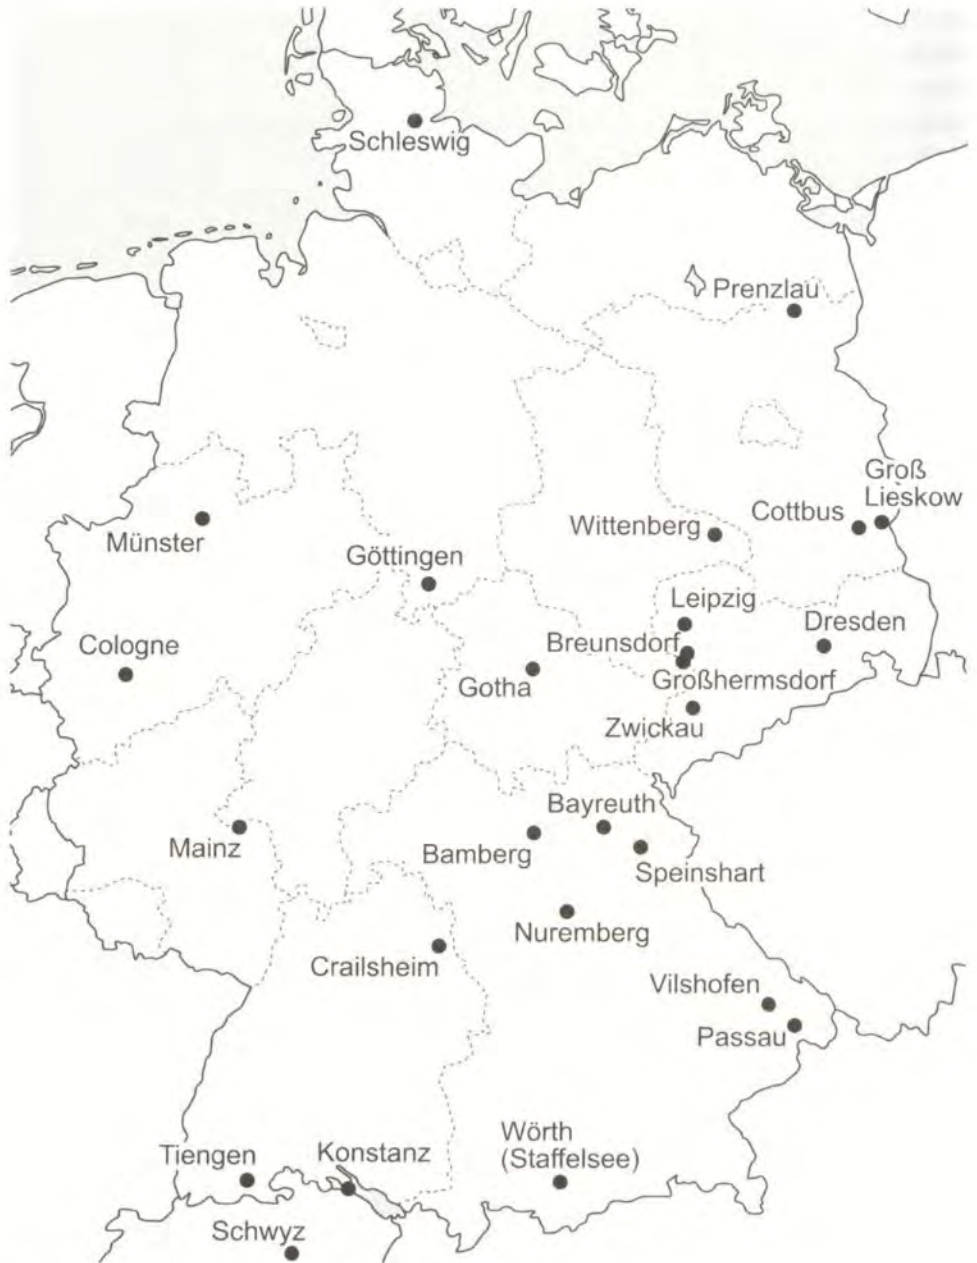 Schleswig
Prenzlau
Groß
Lieskow
Cottbus
Wittenberg
Münster
Göttingen
Leipzig
Dresden
Breunsdorf
Cologne
Großhermsdorf
Gotha
Zwickau
Bayreuth
Mainz
Bamberg
Speinshart
Nuremberg
Crailsheim
Vilshofen
Passau
Wörth
(Staffelsee)
Tiengen
Konstanz
Schwyz